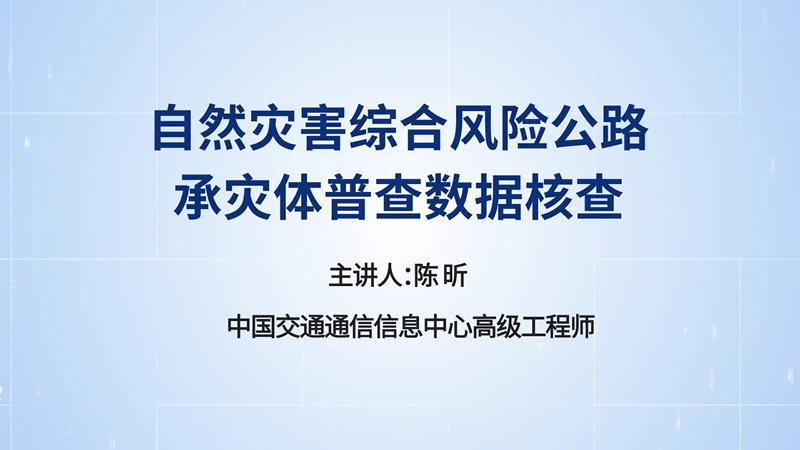 自然灾害综合风险公路
承灾体普查数据核查
主讲人:陈昕
中国交通通信信息中心高级工程师